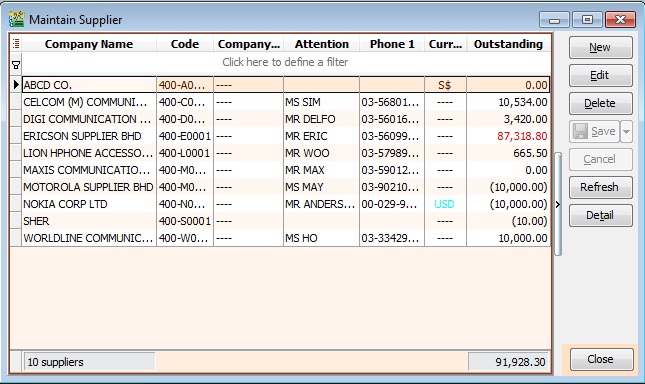 Maintain Supplier
Company Name Code Company... Attention Phone 1 Curr... Outstanding
Click here to define a filter
ABCD CO. 400-A0... ---- S$ 0.00
CELCOM (M) COMMUNI... 400-C0... ---- MS SIM 03-56801... ---- 10,534.00
DIGI COMMUNICATION ... 400-D0... ---- MR DELFO 03-56016... ---- 3,420.00
ERICSON SUPPLIER BHD 400-E0001 ---- MR ERIC 03-56099... ---- 87,318.80
LION HPHONE ACCESSO... 400-L0001 ---- MR WOO 03-57989... ---- 665.50
MAXIS COMMUNICATIO... 400-M0... ---- MR MAX 03-59012... ---- 0.00
MOTOROLA SUPPLIER BHD 400-M0... ---- MS MAY 03-90210... ---- (10,000.00)
NOKIA CORP LTD 400-N0... ---- MR ANDERS... 00-029-9... USD (10,000.00)
SHER 400-S0001 ---- ---- (10.00)
WORLDLINE COMMUNIC... 400-W0... ---- MS HO 03-33429... ---- 10,000.00
10 suppliers 91,928.30
New
Edit
Delete
Save
Cancel
Refresh
Detail
Close